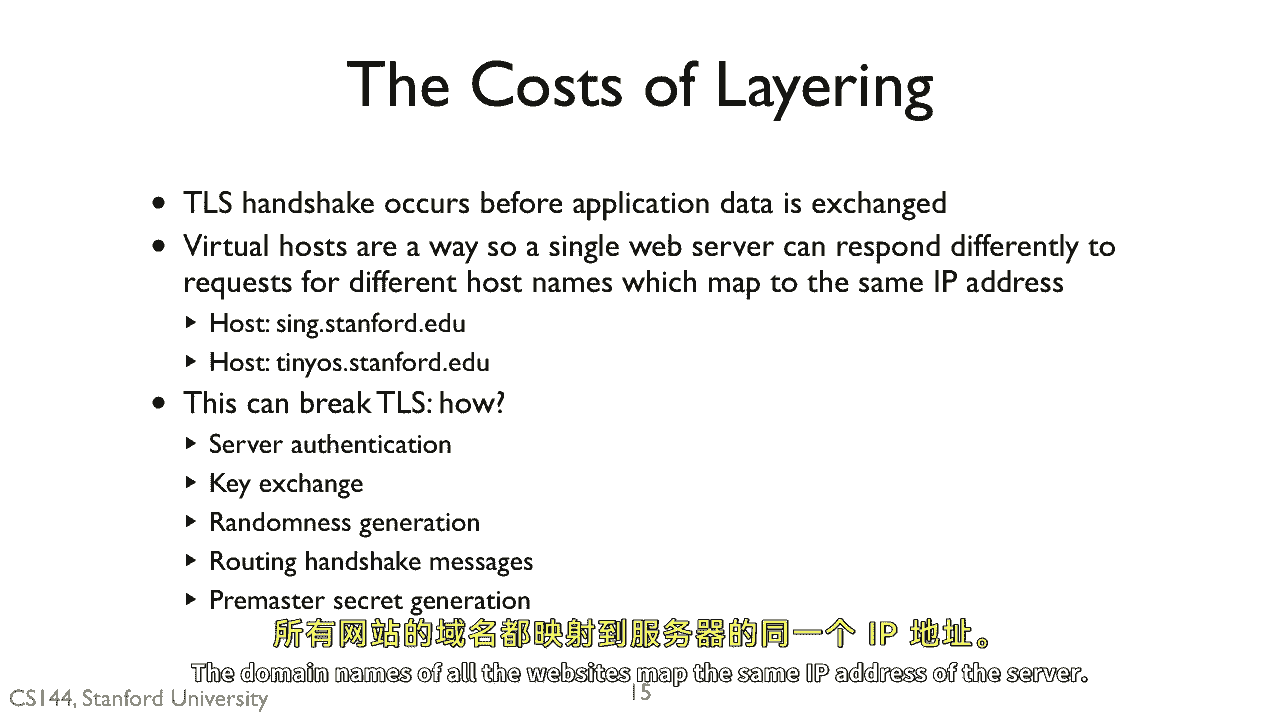 The Costs of Layering
• TLS handshake occurs before application data is exchanged
• Virtual hosts are a way so a single web server can respond differently to
requests for different host names which map to the same IP address
‣ Host: sing.stanford.edu
‣ Host: tinyos.stanford.edu
• This can break TLS: how?
‣ Server authentication
‣ Key exchange
‣ Randomness generation
‣ Routing handshake messages
‣ Premaster secret generation
所有网站的域名都映射到服务器的同一个 IP 地址。
The domain names of all the websites map the same IP address of the server.
CS144, Stanford University
15